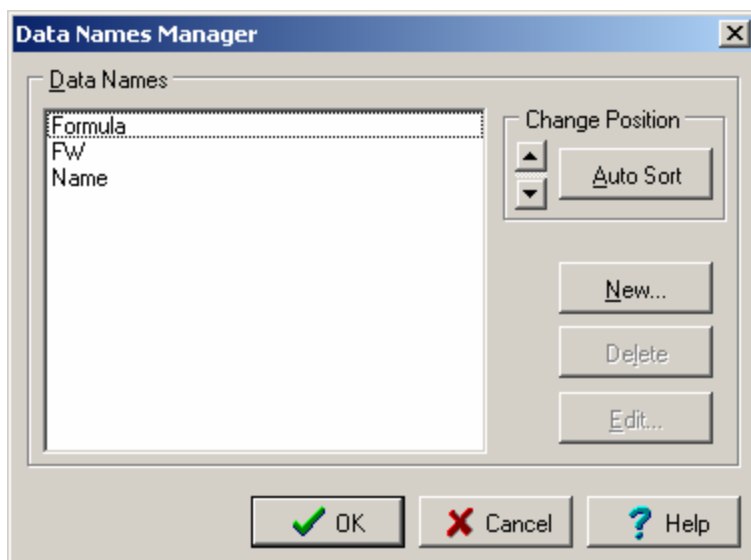 Data Names Manager
Data Names
Formula
FW
Name
Change Position
Auto Sort
New...
Delete
Edit...
OK
Cancel
Help